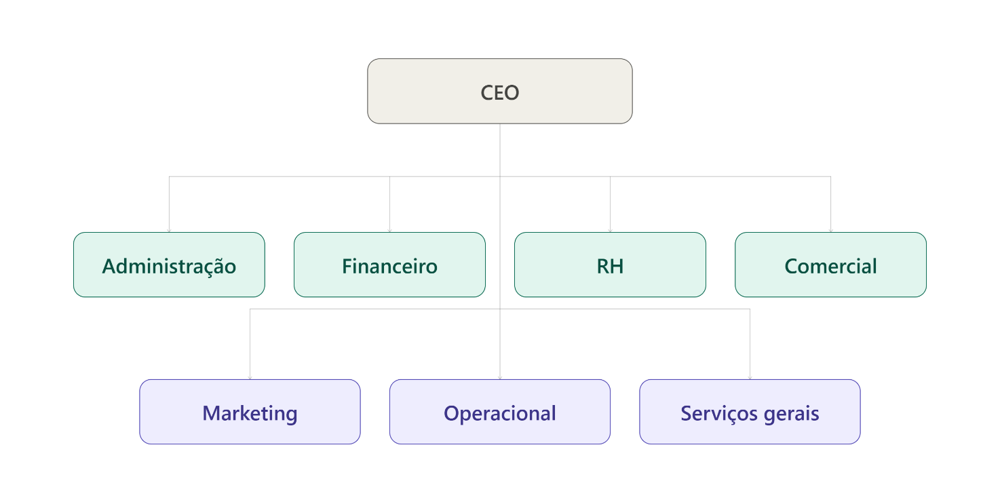 CEO
Administração
Financeiro
RH
Comercial
Marketing
Operacional
Serviços gerais